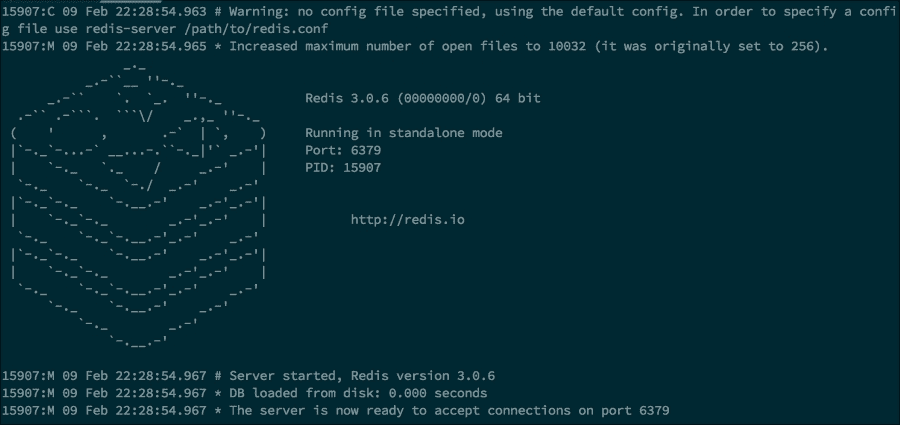 15907:C 09 Feb 22:28:54.963 # Warning: no config file specified, using the default config. In order to specify a confi
g file use redis-server /path/to/redis.conf
15907:M 09 Feb 22:28:54.965 * Increased maximum number of open files to 10032 (it was originally set to 256).
Redis 3.0.6 (00000000/0) 64 bit
Running in standalone mode
Port: 6379
PID: 15907
http://redis.io
15907:M 09 Feb 22:28:54.967 # Server started, Redis version 3.0.6
15907:M 09 Feb 22:28:54.967 * DB loaded from disk: 0.000 seconds
15907:M 09 Feb 22:28:54.967 * The server is now ready to accept connections on port 6379